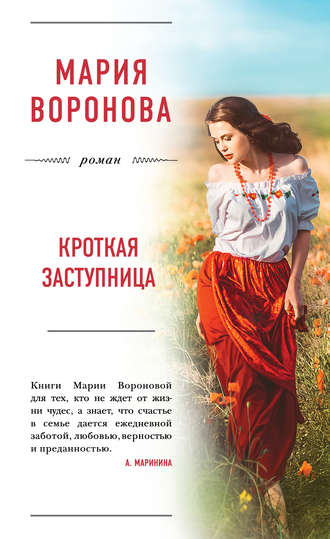 МАРИЯ
ВОРОНОВА
роман
КРОТКАЯ
ЗАСТУПНИЦА
Книги Марии Вороновой
для тех, кто не ждет от жиз-
ни чудес, а знает, что счастье
в семье дается ежедневной
заботой, любовью, верностью
и преданностью.
А. МАРИНИНА